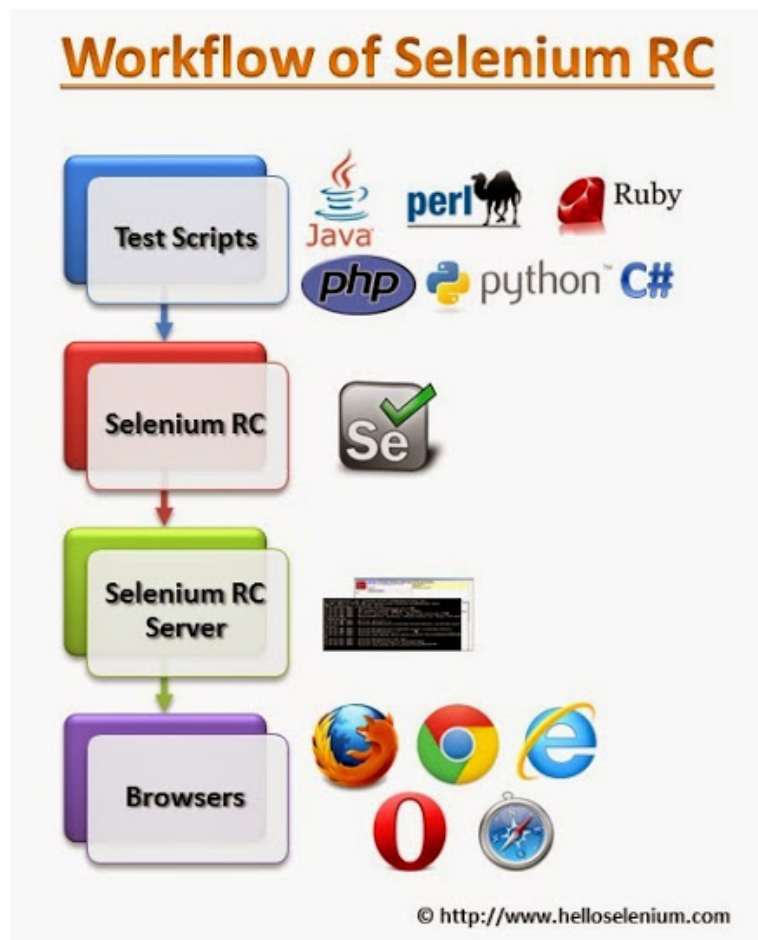 Workflow of Selenium RC
Test Scripts
Java
perl
Ruby
php
python™
C#
Selenium RC
Se
Selenium RC
Server
Browsers
© http://www.helloselenium.com